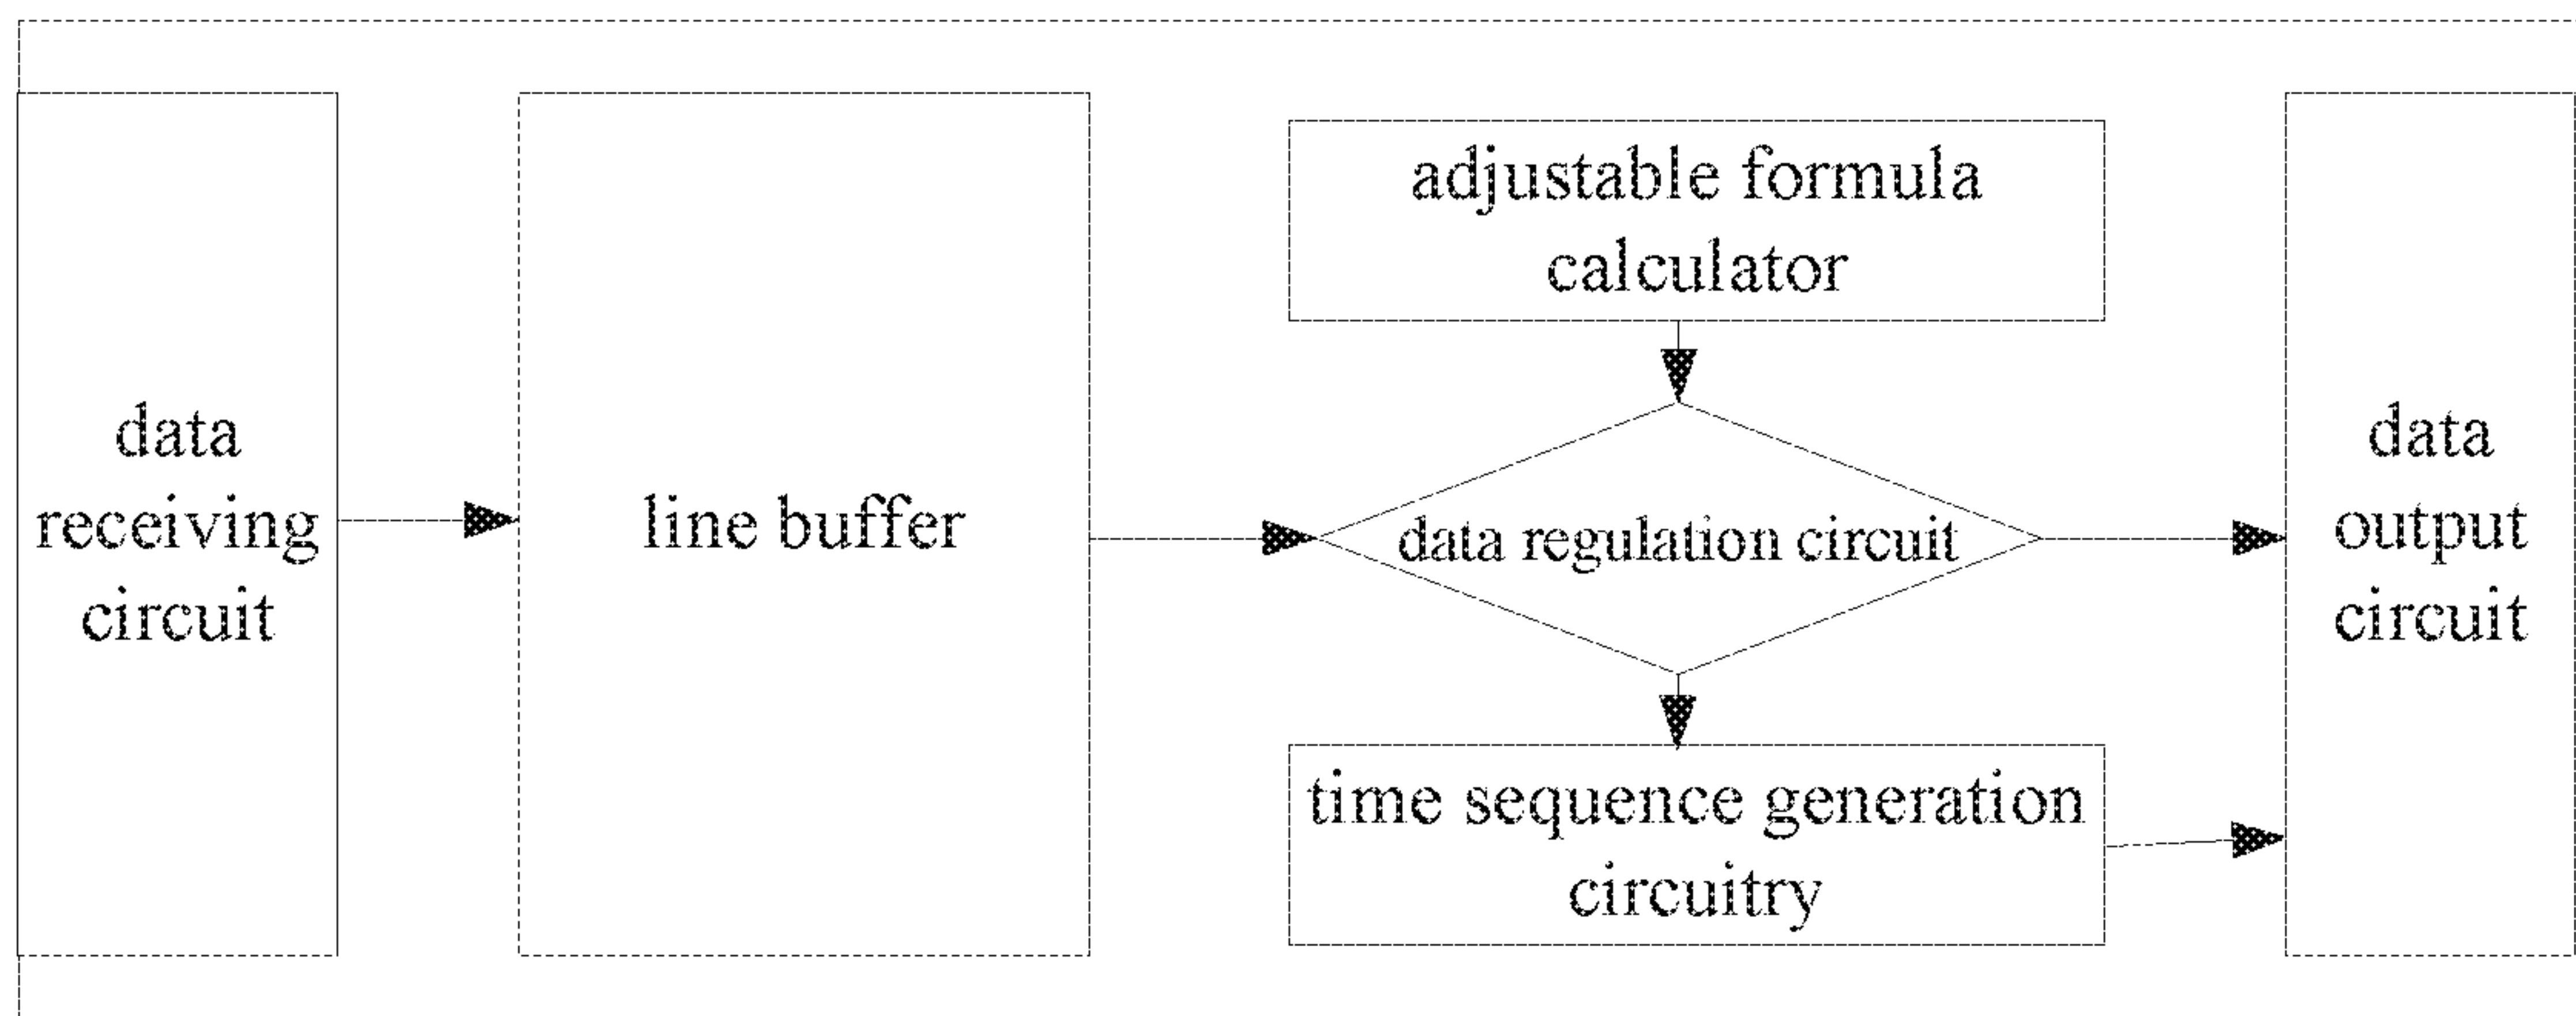 data
receiving
circuit
line buffer
adjustable formula
calculator
data regulation circuit
time sequence generation
circuitry
data
output
circuit